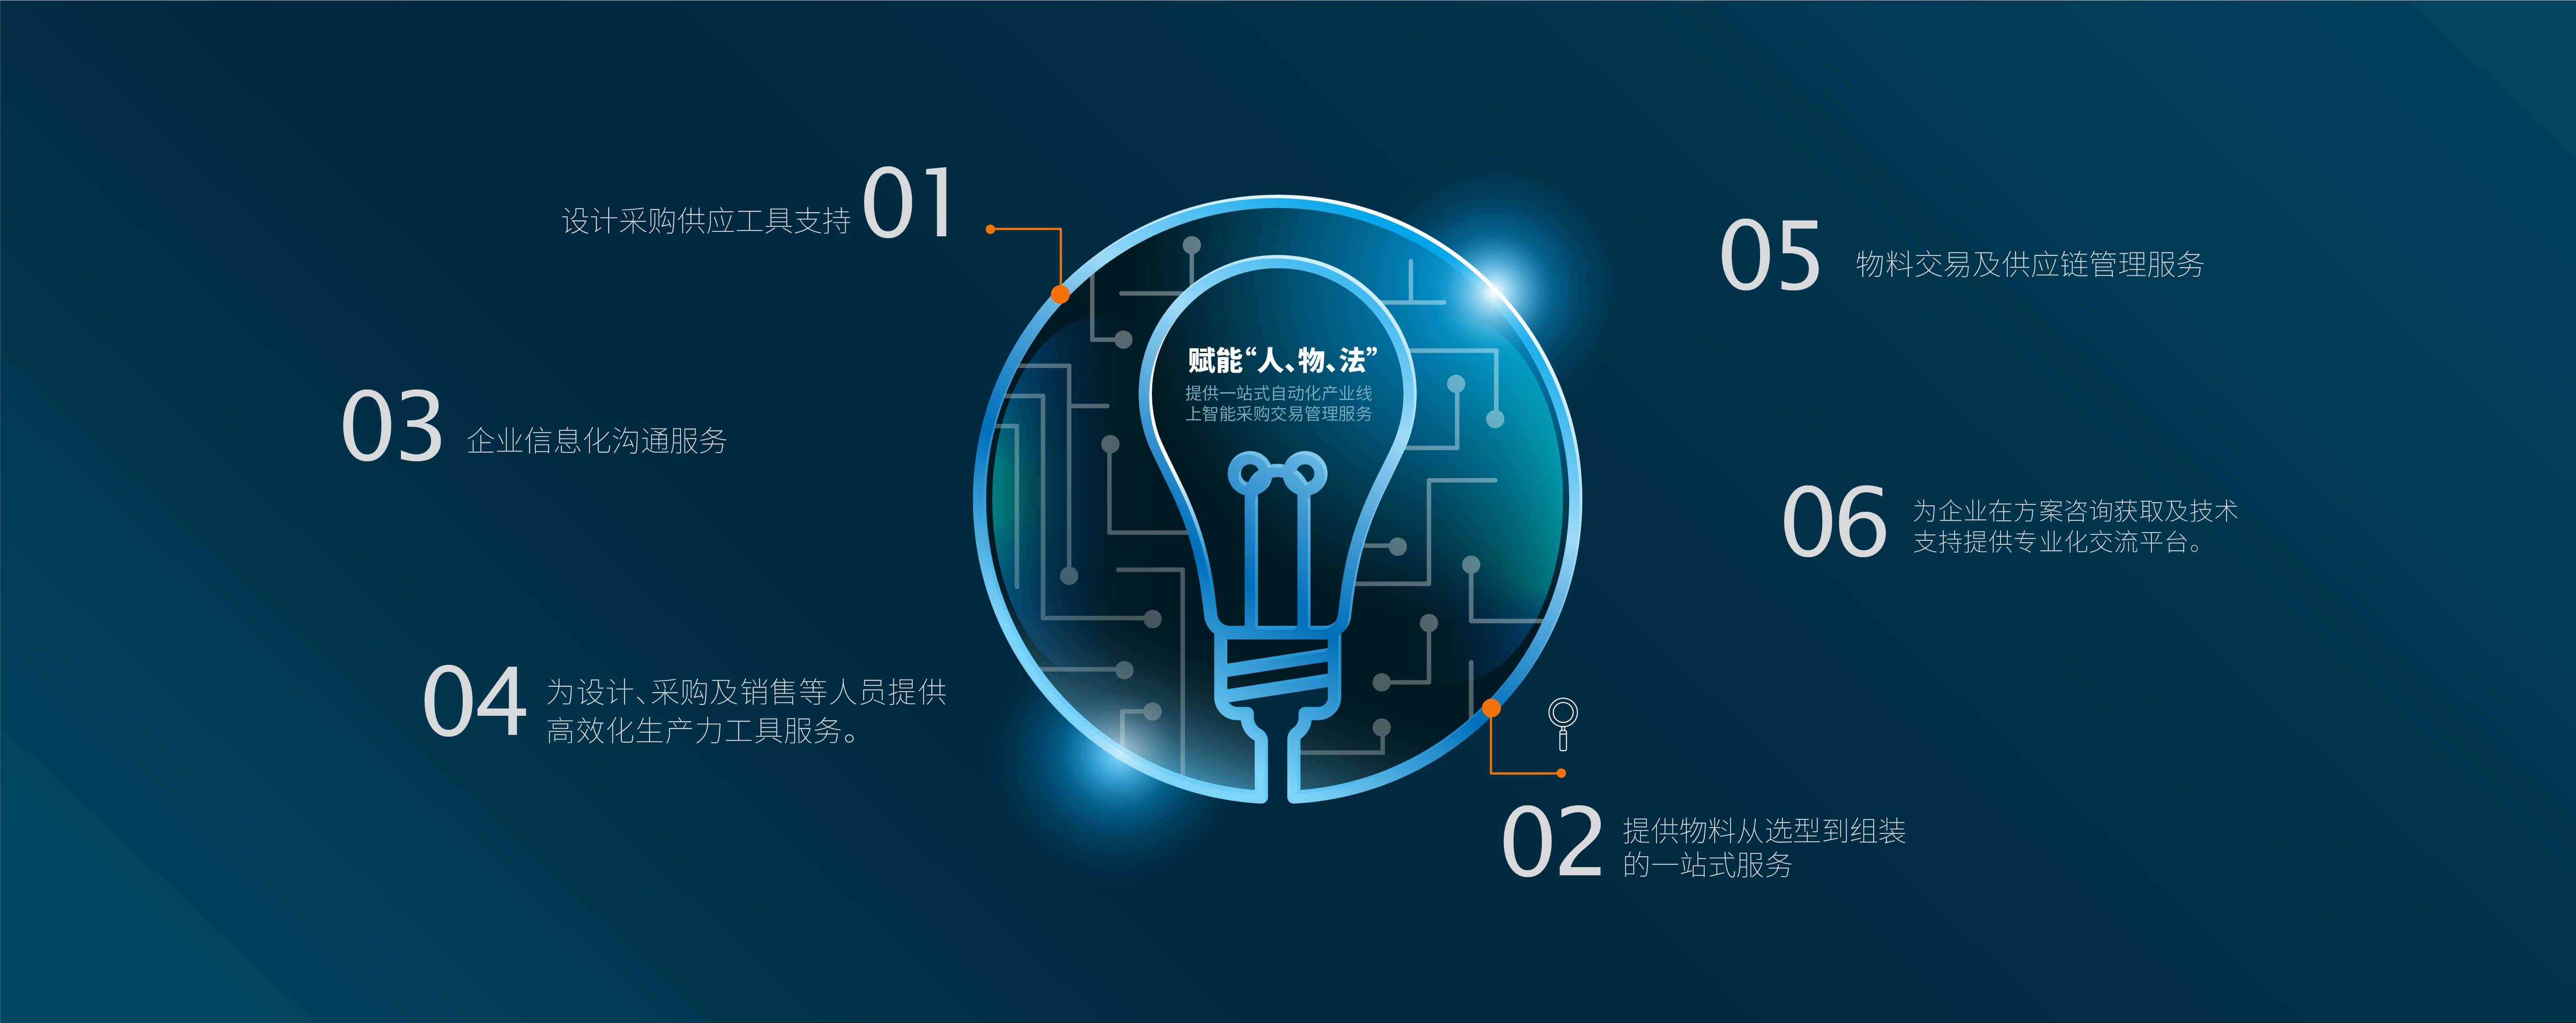 01
设计采购供应工具支持
赋能“人、物、法”
提供一站式自动化产业线
上智能采购交易管理服务
05
物料交易及供应链管理服务
03
企业信息化沟通服务
06
为企业在方案咨询获取及技术
支持提供专业化交流平台。
04
为设计、采购及销售等人员提供
高效化生产力工具服务。
02
提供物料从选型到组装
的一站式服务